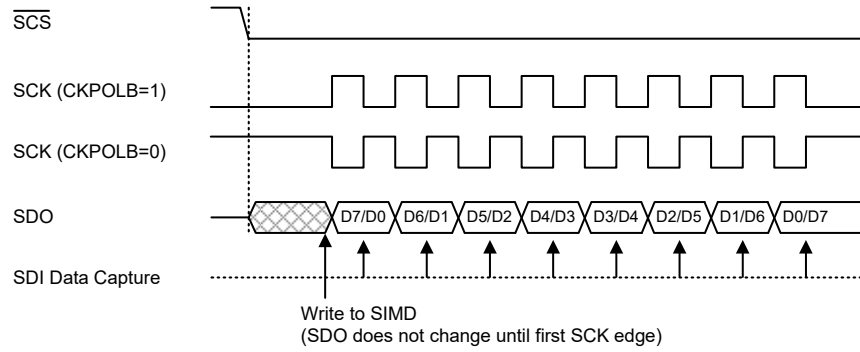 SCS
SCK (CKPOLB=1)
SCK (CKPOLB=0)
SDO D7/D0 D6/D1 D5/D2 D4/D3 D3/D4 D2/D5 D1/D6 D0/D7
SDI Data Capture
Write to SIMD
(SDO does not change until first SCK edge)